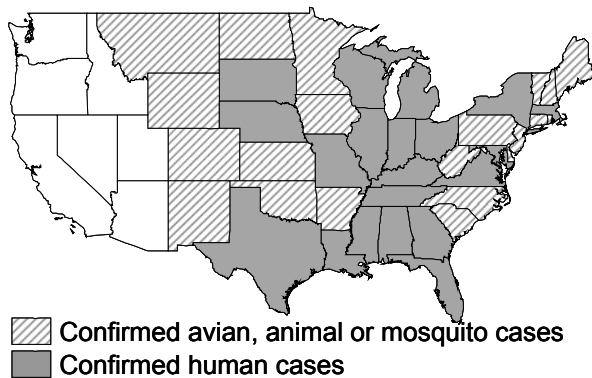 Confirmed avian, animal or mosquito cases
Confirmed human cases